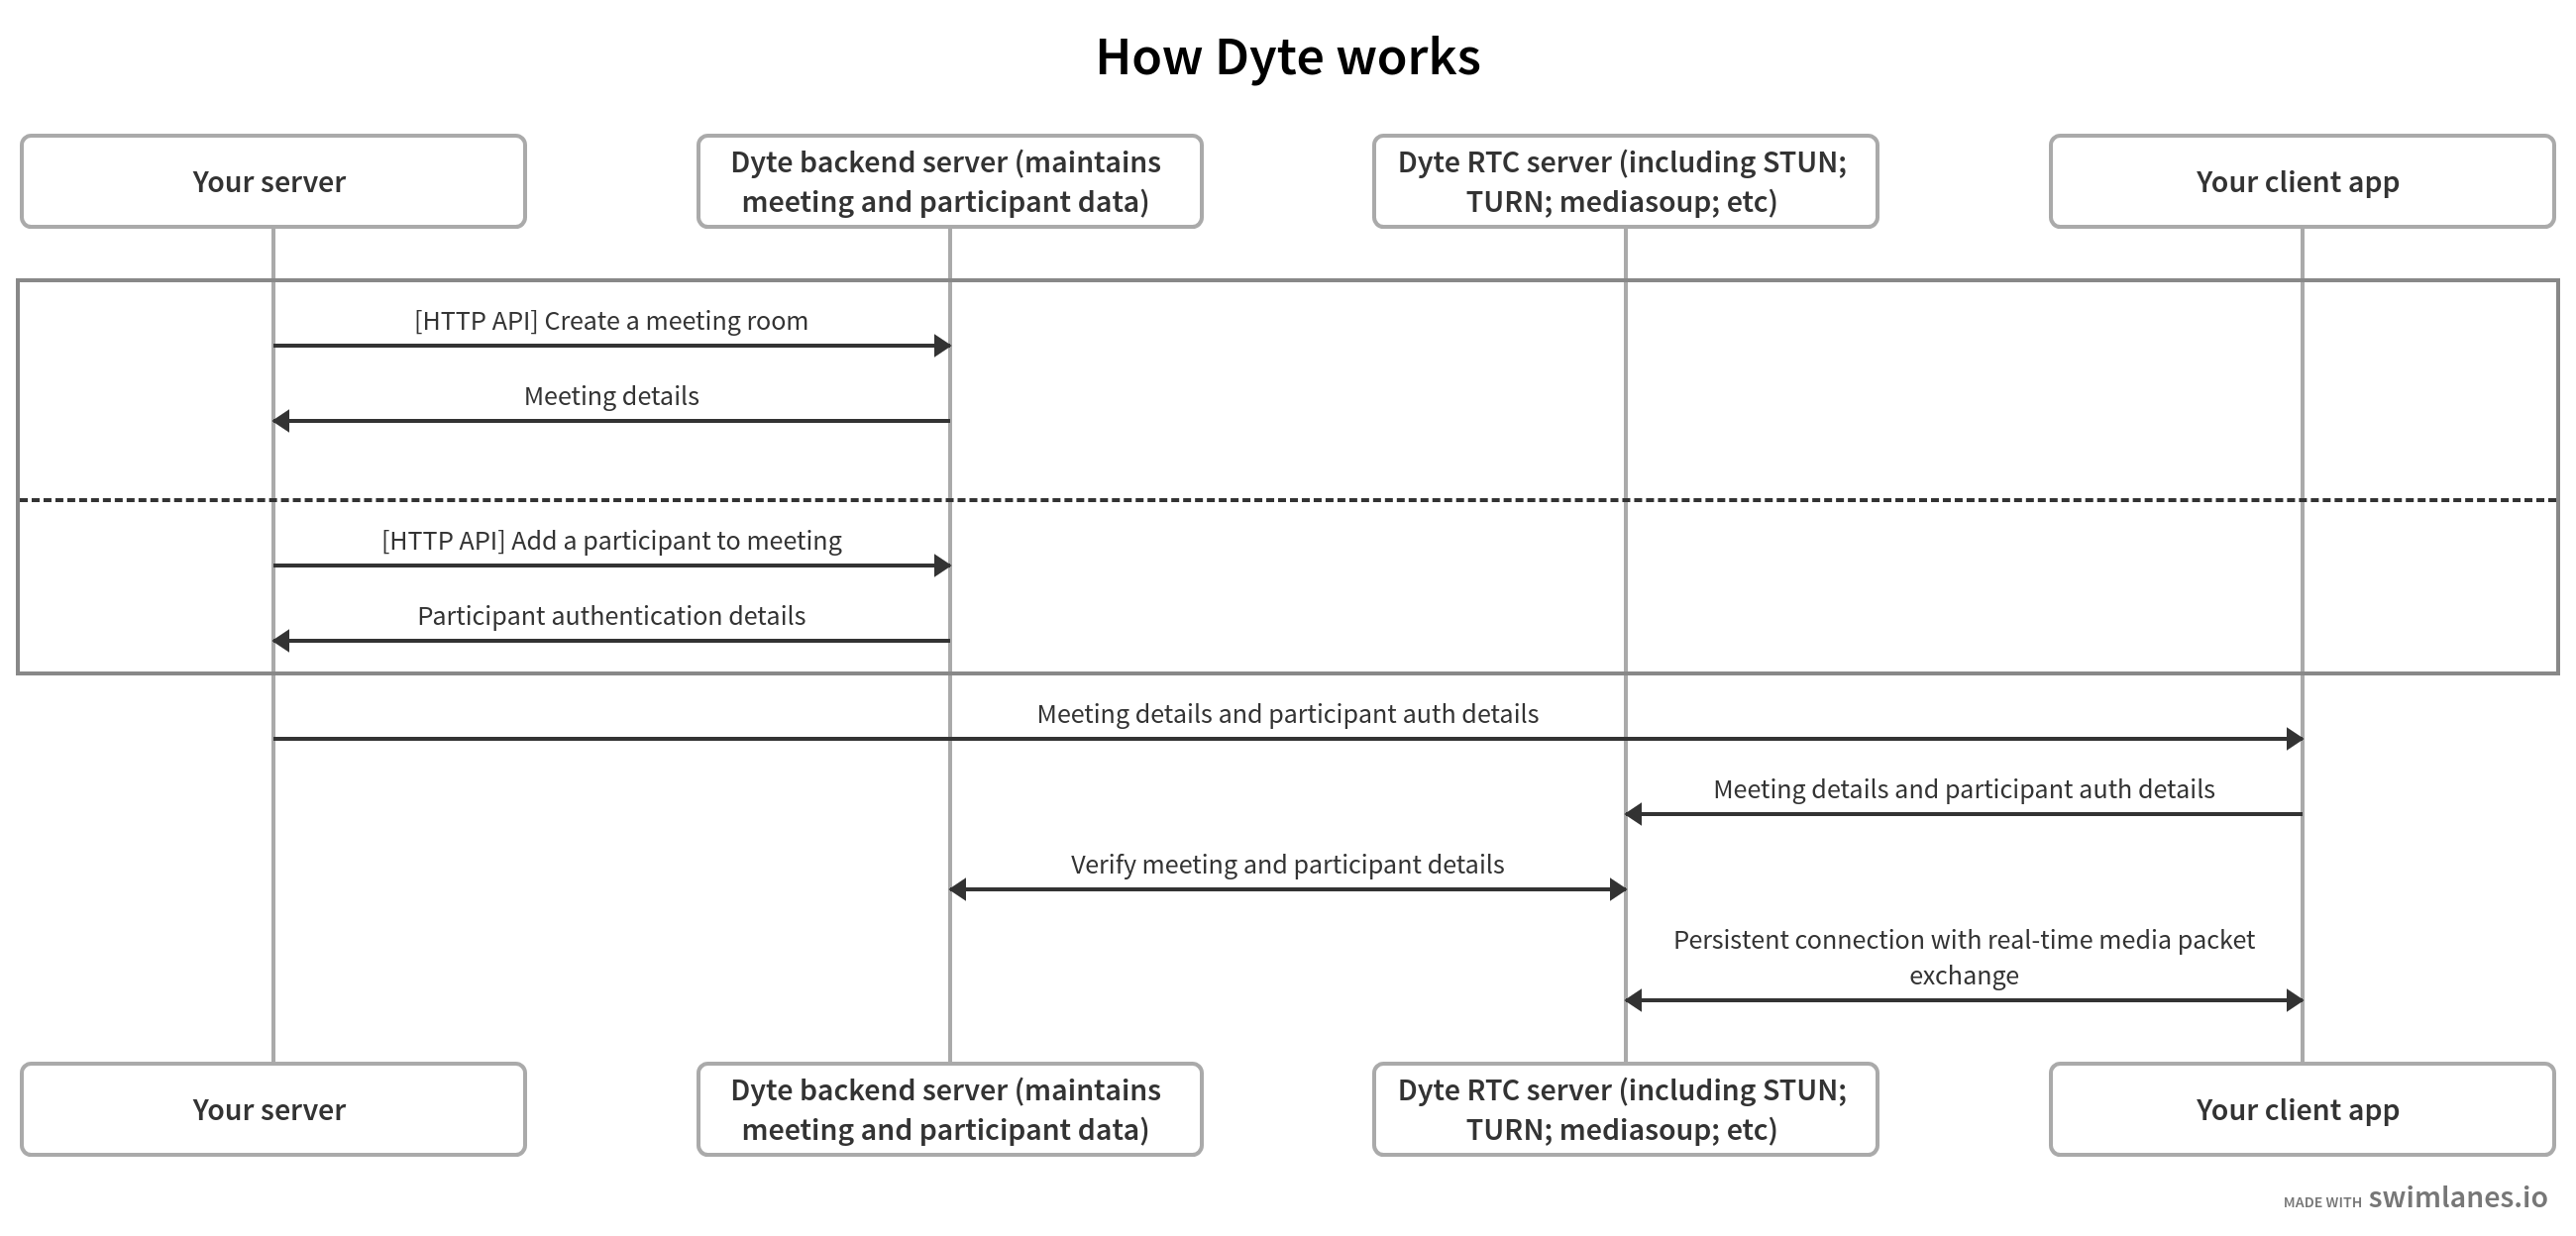 How Dyte works
Your server
Dyte backend server (maintains
meeting and participant data)
Dyte RTC server (including STUN;
TURN; mediasoup; etc)
Your client app
[HTTP API] Create a meeting room
Meeting details
[HTTP API] Add a participant to meeting
Participant authentication details
Meeting details and participant auth details
Meeting details and participant auth details
Verify meeting and participant details
Persistent connection with real-time media packet
exchange
Your server
Dyte backend server (maintains
meeting and participant data)
Dyte RTC server (including STUN;
TURN; mediasoup; etc)
Your client app
MADE WITH swimlanes.io